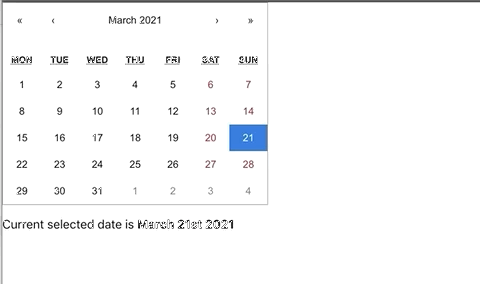 « ‹ March 2021 › »
MON TUE WED THU FRI SAT SUN
1 2 3 4 5 6 7
8 9 10 11 12 13 14
15 16 17 18 19 20 21
22 23 24 25 26 27 28
29 30 31 1 2 3 4
Current selected date is March 21st 2021